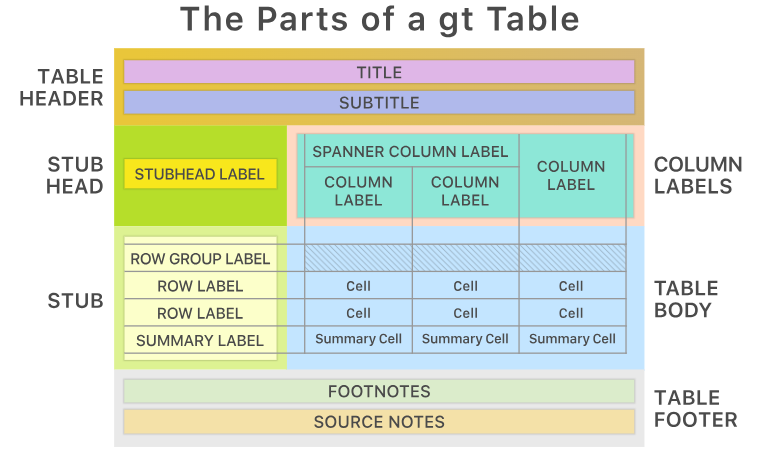 The Parts of a gt Table
TABLE
HEADER
TITLE
SUBTITLE
STUB
HEAD
STUBHEAD LABEL
SPANNER COLUMN LABEL
COLUMN
LABEL
COLUMN
LABEL
COLUMN
LABEL
COLUMN
LABELS
STUB
ROW GROUP LABEL
ROW LABEL
Cell
Cell
Cell
ROW LABEL
Cell
Cell
Cell
SUMMARY LABEL
Summary Cell
Summary Cell
Summary Cell
TABLE
BODY
FOOTNOTES
SOURCE NOTES
TABLE
FOOTER